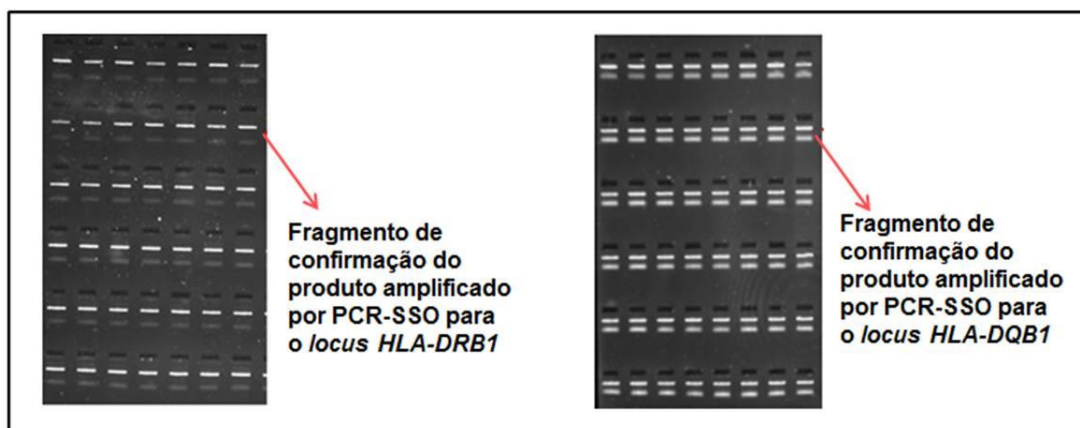 Fragmento de
confirmação do
produto amplificado
por PCR-SSO para
o locus HLA-DRB1
Fragmento de
confirmação do
produto amplificado
por PCR-SSO para
o locus HLA-DQB1